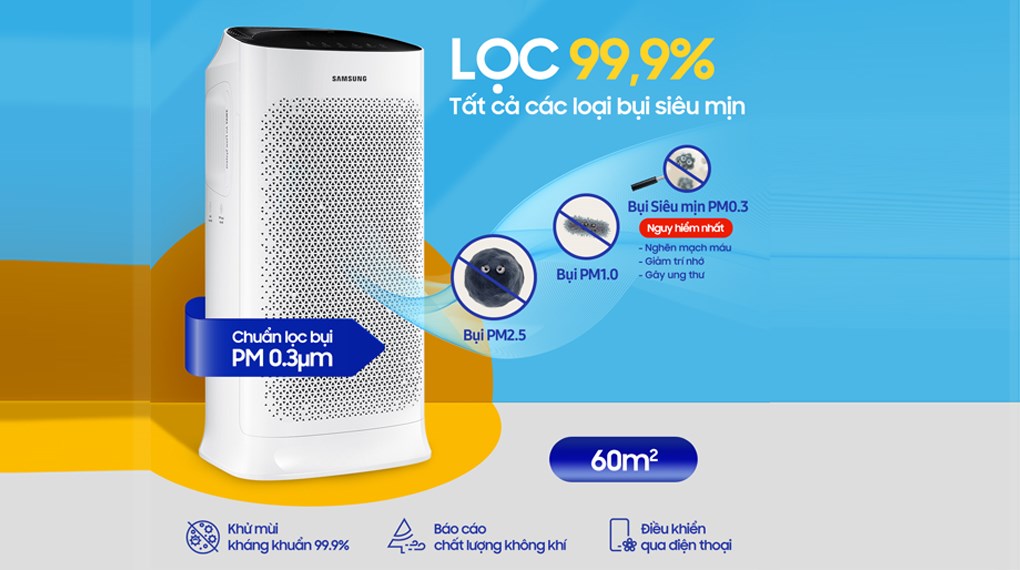 SAMSUNG
LỌC 99,9%
Tất cả các loại bụi siêu mịn
Bụi Siêu mịn PM0.3
Nguy hiểm nhất
- Nghẽn mạch máu
- Giảm trí nhớ
- Gây ung thư
Bụi PM1.0
Bụi PM2.5
Chuẩn lọc bụi
PM 0.3µm
60m²
Khử mùi
kháng khuẩn 99.9%
Báo cáo
chất lượng không khí
Điều khiển
qua điện thoại